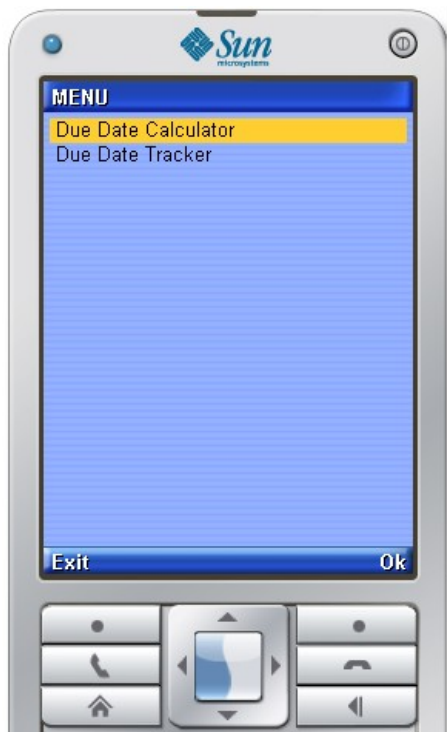 Sun
microsystems
MENU
Due Date Calculator
Due Date Tracker
Exit Ok